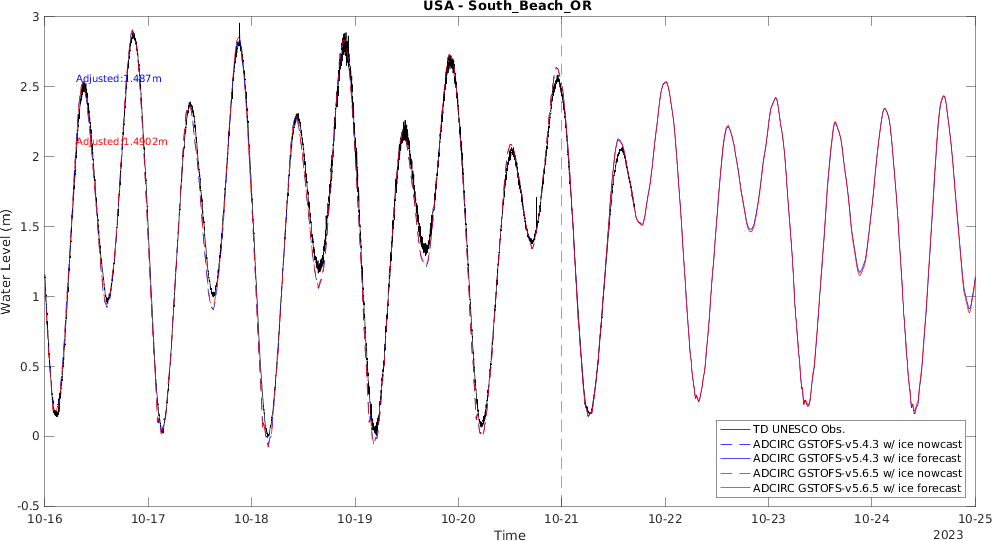 USA - South_Beach_OR
3
2.5
2
1.5
1
0.5
0
-0.5
Water Level (m)
Adjusted:1.487m
Adjusted:1.4902m
TD UNESCO Obs.
ADCIRC GSTOFS-v5.4.3 w/ ice nowcast
ADCIRC GSTOFS-v5.4.3 w/ ice forecast
ADCIRC GSTOFS-v5.6.5 w/ ice nowcast
ADCIRC GSTOFS-v5.6.5 w/ ice forecast
10-16 10-17 10-18 10-19 10-20 10-21 10-22 10-23 10-24 10-25
Time
2023